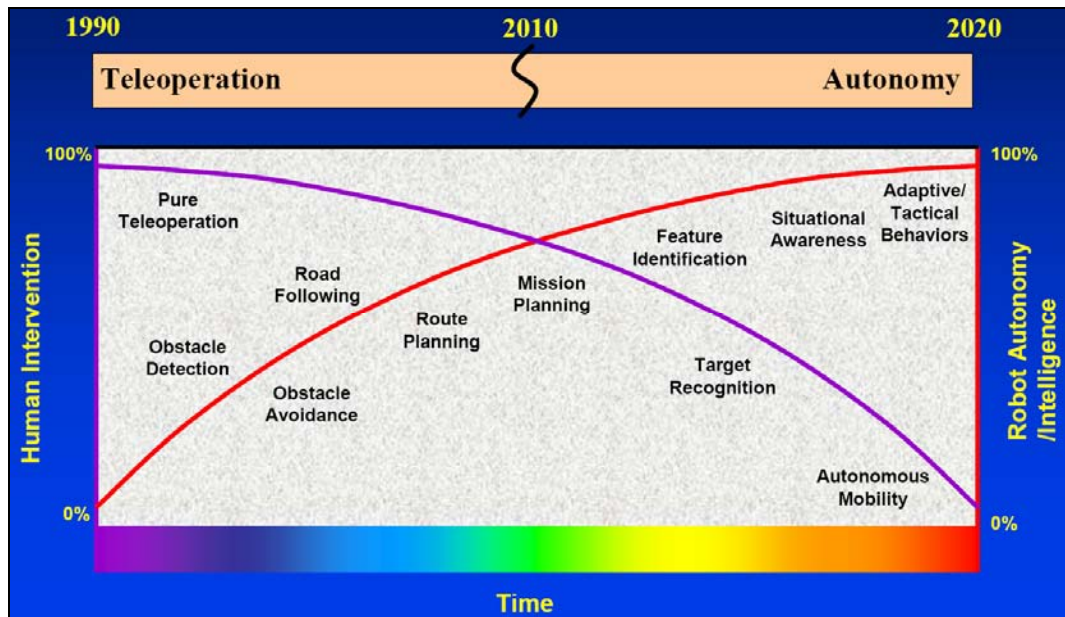 1990 2010 2020
Teleoperation Autonomy
100% 100%
Human Intervention
Robot Autonomy
/Intelligence
Pure
Teleoperation
Adaptive/
Tactical
Behaviors
Situational
Awareness
Feature
Identification
Road
Following
Mission
Planning
Route
Planning
Obstacle
Detection
Target
Recognition
Obstacle
Avoidance
Autonomous
Mobility
0% 0%
Time